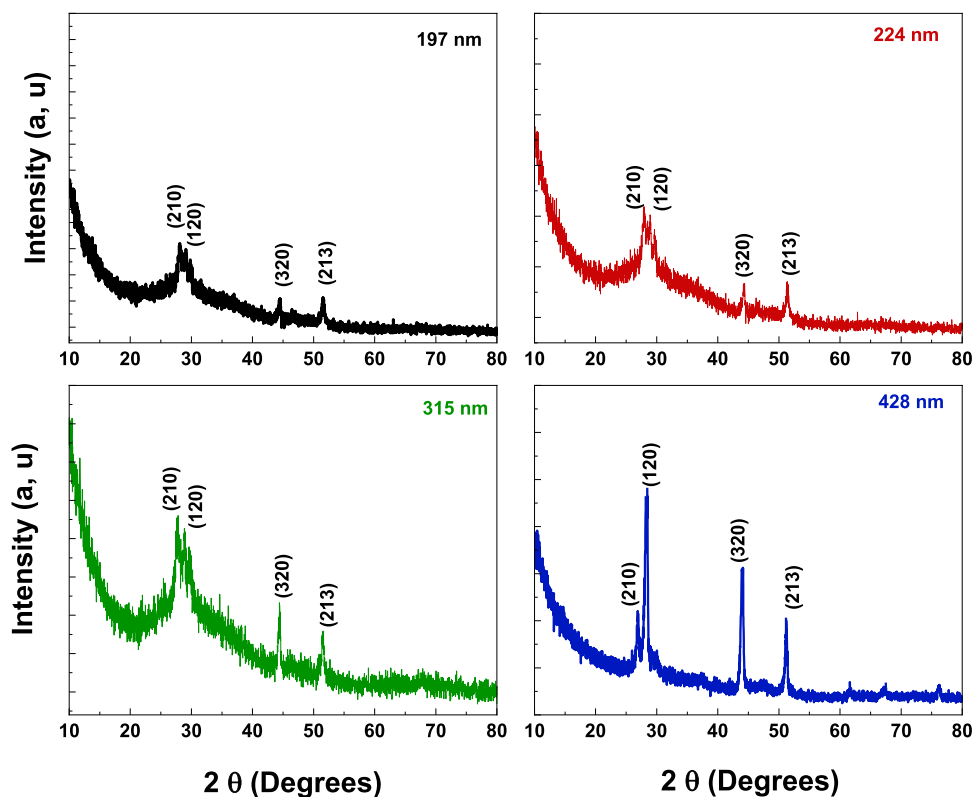 197 nm
Intensity (a, u)
(210)
(120)
(320)
(213)
10 20 30 40 50 60 70 80
224 nm
(210)
(120)
(320)
(213)
10 20 30 40 50 60 70 80
315 nm
Intensity (a, u)
(210)
(120)
(320)
(213)
10 20 30 40 50 60 70 80
2 θ (Degrees)
428 nm
(210)
(120)
(320)
(213)
10 20 30 40 50 60 70 80
2 θ (Degrees)